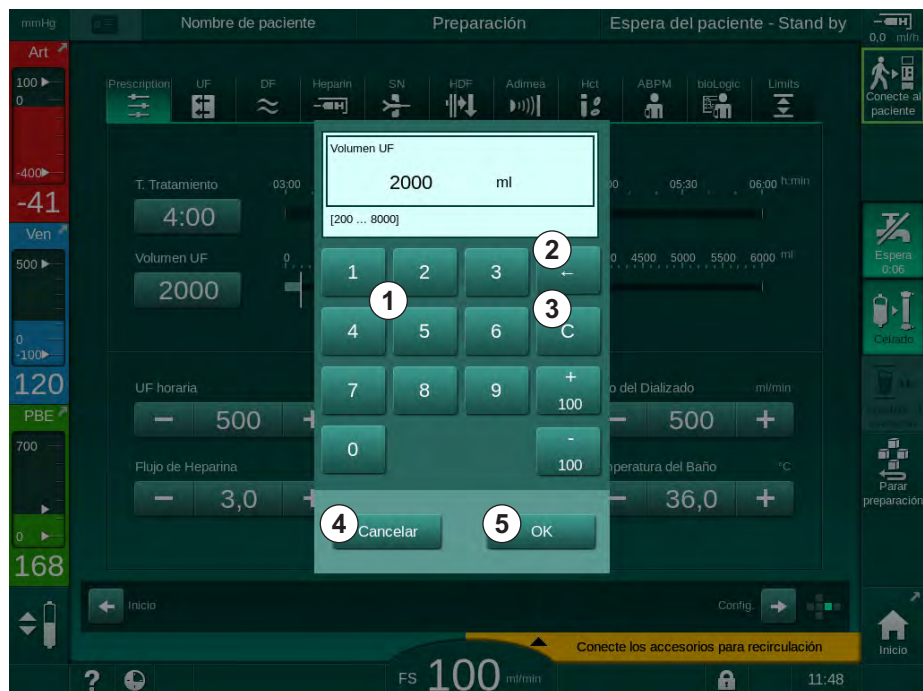 mmHg Nombre de paciente Preparación Espera del paciente - Stand by
0,0 ml/h
Art
100
0
-400
-41
Ven
500
0
-100
120
PBE
700
0
168
Prescription UF DF Heparin SN HDF Adimea Hct ABPM bioLogic Limits
T. Tratamiento 03:00 05:30 06:00 h:min
4:00
Volumen UF 0 4500 5000 5500 6000 ml
2000
UF horaria
500
Flujo de Heparina
3,0
Volumen UF
2000 ml
[200 ... 8000]
1 2 3 ←
4 5 6 C
7 8 9 + 100
0 - 100
Cancelar OK
1
2
3
4
5
o del Dializado ml/min
500
peratura del Baño °C
36,0
Conecte al
paciente
Espera
0:06
Cebado
Parar
preparación
Inicio
Inicio Config.
Conecte los accesorios para recirculación
? FS 100 ml/min 11:48